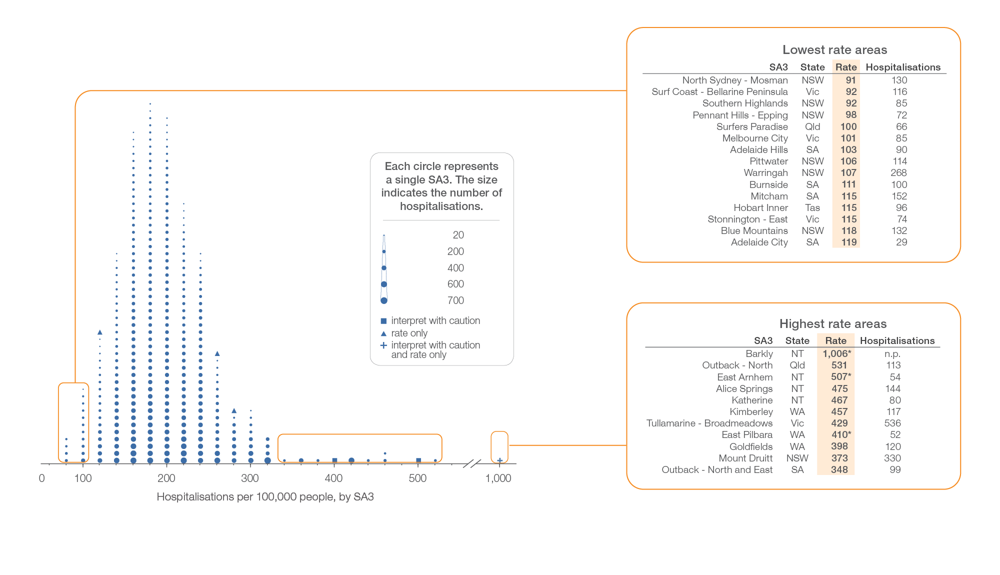 Lowest rate areas
SA3 State Rate Hospitalisations
North Sydney - Mosman NSW 91 130
Surf Coast - Bellarine Peninsula Vic 92 116
Southern Highlands NSW 92 85
Pennant Hills - Epping NSW 98 72
Surfers Paradise Qld 100 66
Melbourne City Vic 101 85
Adelaide Hills SA 103 90
Pittwater NSW 106 114
Warringah NSW 107 268
Burnside SA 111 100
Mitcham SA 115 152
Hobart Inner Tas 115 96
Stonnington - East Vic 115 74
Blue Mountains NSW 118 132
Adelaide City SA 119 29
Each circle represents
a single SA3. The size
indicates the number of
hospitalisations.
20
200
400
600
700
interpret with caution
rate only
interpret with caution
and rate only
Highest rate areas
SA3 State Rate Hospitalisations
Barkly NT 1,006* n.p.
Outback - North Qld 531 113
East Arnhem NT 507* 54
Alice Springs NT 475 144
Katherine NT 467 80
Kimberley WA 457 117
Tullamarine - Broadmeadows Vic 429 536
East Pilbara WA 410* 52
Goldfields WA 398 120
Mount Druitt NSW 373 330
Outback - North and East SA 348 99
0 100 200 300 400 500 1,000
Hospitalisations per 100,000 people, by SA3